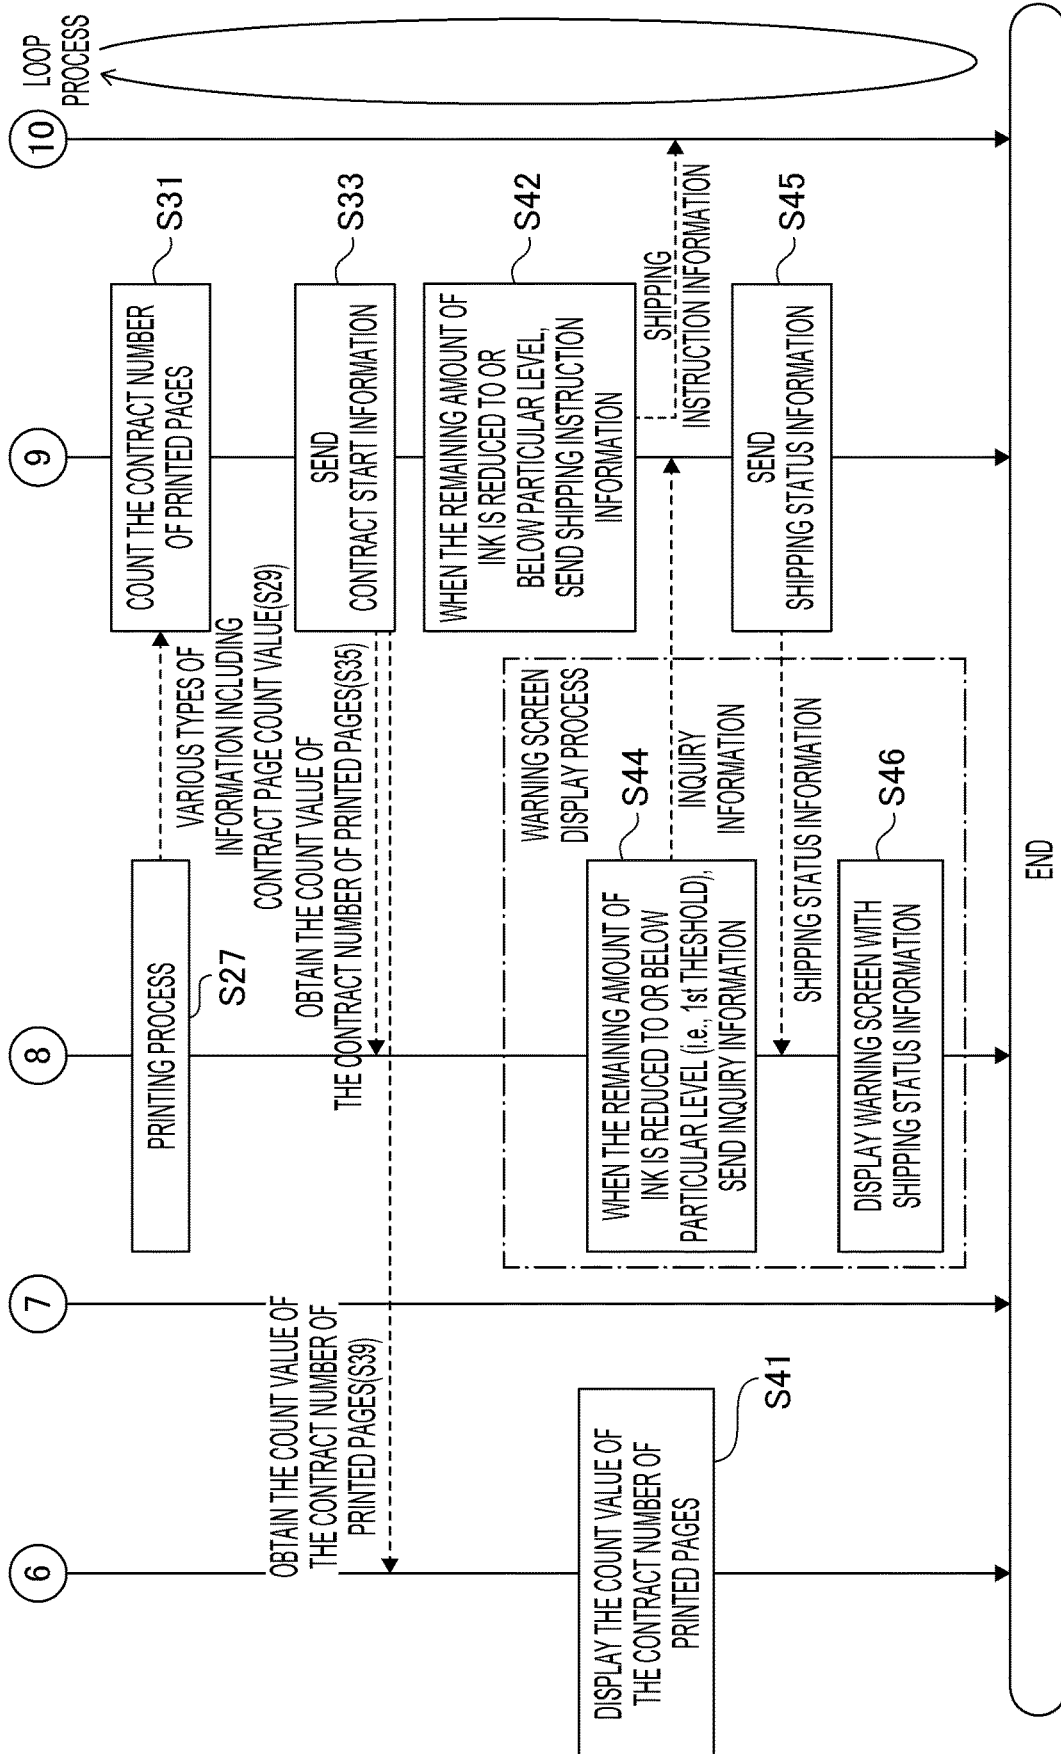 6
7
8
9
10
LOOP
PROCESS
PRINTING PROCESS
S27
VARIOUS TYPES OF
INFORMATION INCLUDING
CONTRACT PAGE COUNT VALUE(S29)
COUNT THE CONTRACT NUMBER
OF PRINTED PAGES
S31
SEND
CONTRACT START INFORMATION
S33
OBTAIN THE COUNT VALUE OF
THE CONTRACT NUMBER OF PRINTED PAGES(S35)
OBTAIN THE COUNT VALUE OF
THE CONTRACT NUMBER OF
PRINTED PAGES(S39)
DISPLAY THE COUNT VALUE OF
THE CONTRACT NUMBER OF
PRINTED PAGES
S41
WHEN THE REMAINING AMOUNT OF
INK IS REDUCED TO OR
BELOW PARTICULAR LEVEL,
SEND SHIPPING INSTRUCTION
INFORMATION
S42
SHIPPING
INSTRUCTION INFORMATION
WARNING SCREEN
DISPLAY PROCESS
WHEN THE REMAINING AMOUNT OF
INK IS REDUCED TO OR BELOW
PARTICULAR LEVEL (i.e., 1st THESHOLD),
SEND INQUIRY INFORMATION
S44
INQUIRY
INFORMATION
SEND
SHIPPING STATUS INFORMATION
S45
SHIPPING STATUS INFORMATION
DISPLAY WARNING SCREEN WITH
SHIPPING STATUS INFORMATION
S46
END